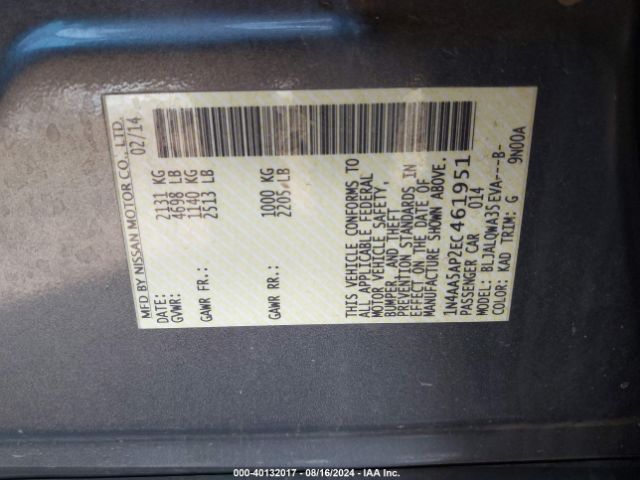 MFD BY NISSAN MOTOR CO., LTD.
DATE: 02/14
GVWR: 2131 KG
4698 LB
GAWR FR.: 1140 KG
2513 LB
GAWR RR.: 1000 KG
2205 LB
THIS VEHICLE CONFORMS TO
ALL APPLICABLE FEDERAL
MOTOR VEHICLE SAFETY,
BUMPER, AND THEFT
PREVENTION STANDARDS IN
EFFECT ON THE DATE OF
MANUFACTURE SHOWN ABOVE.
1N4AA5AP2EC461951
PASSENGER CAR 014
MODEL: BLJALQWA35EVA---B-
COLOR: KAD TRIM: G 9N00A
000-40132017 - 08/16/2024 - IAA Inc.